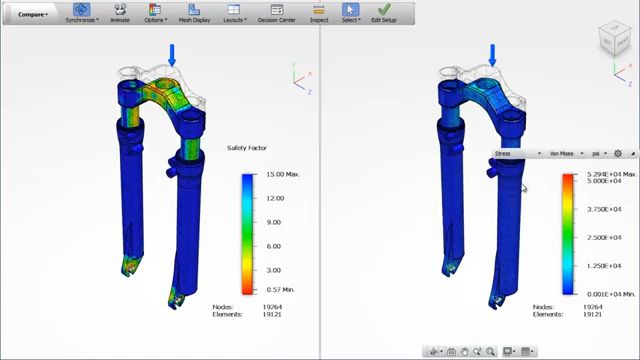 Compare
Synchronize
Animate
Options
Mesh Display
Layouts
Decision Center
Inspect
Select
Edit Setup
Y
X
Z
Safety Factor
15.00 Max.
12.00
9.00
6.00
3.00
0.57 Min.
Nodes: 19264
Elements: 19121
X
Z
Stress
Von Mises
psi
5.294E+04 Max.
5.000E+04
3.750E+04
2.500E+04
1.250E+04
0.001E+04 Min.
Nodes: 19264
Elements: 19121